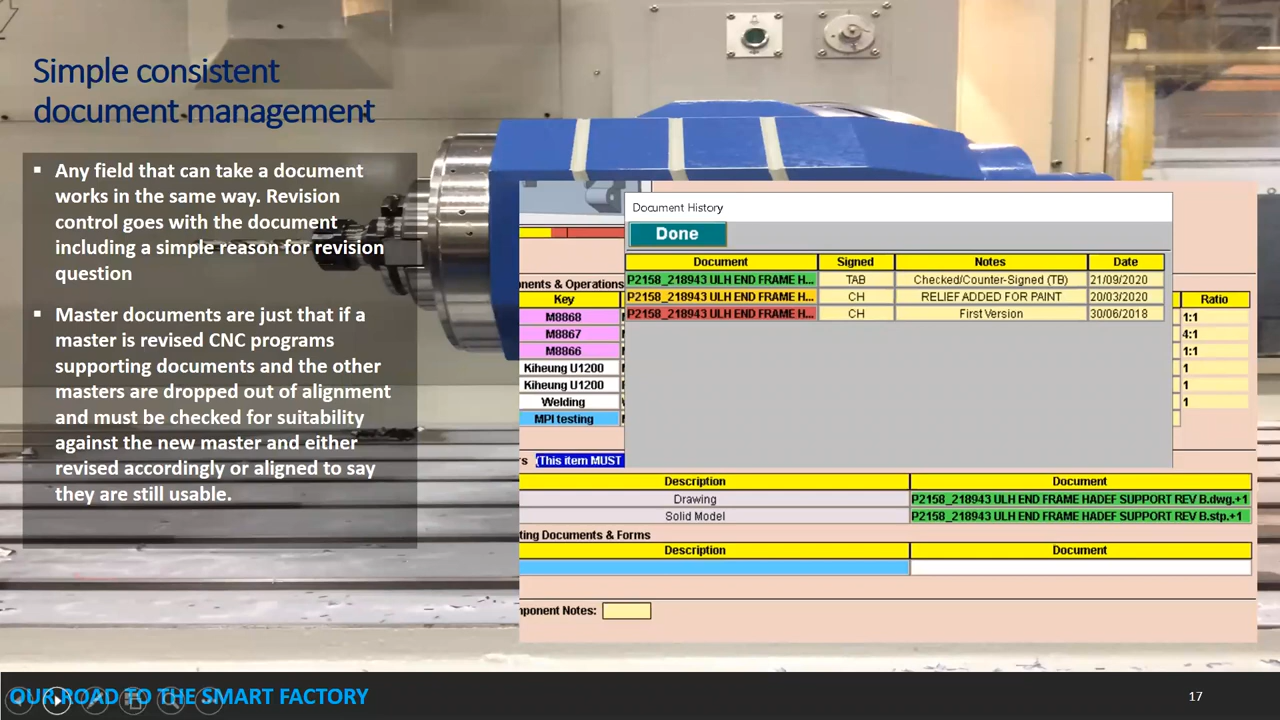 Simple consistent
document management
▪ Any field that can take a document
works in the same way. Revision
control goes with the document
including a simple reason for revision
question
▪ Master documents are just that if a
master is revised CNC programs
supporting documents and the other
masters are dropped out of alignment
and must be checked for suitability
against the new master and either
revised accordingly or aligned to say
they are still usable.
Document History
Done
Document Signed Notes Date
P2158_218943 ULH END FRAME H... TAB Checked/Counter-Signed (TB) 21/09/2020
P2158_218943 ULH END FRAME H... CH RELIEF ADDED FOR PAINT 20/03/2020
P2158_218943 ULH END FRAME H... CH First Version 30/06/2018
& Operations
Key Ratio
M8868 1:1
M8867 4:1
M8866 1:1
Kiheung U1200 1
Kiheung U1200 1
Welding 1
MPI testing
(This item MUST
Description Document
Drawing P2158_218943 ULH END FRAME HADEF SUPPORT REV B.dwg.+1
Solid Model P2158_218943 ULH END FRAME HADEF SUPPORT REV B.stp.+1
ting Documents & Forms
Description Document
Notes:
OUR ROAD TO THE SMART FACTORY
17